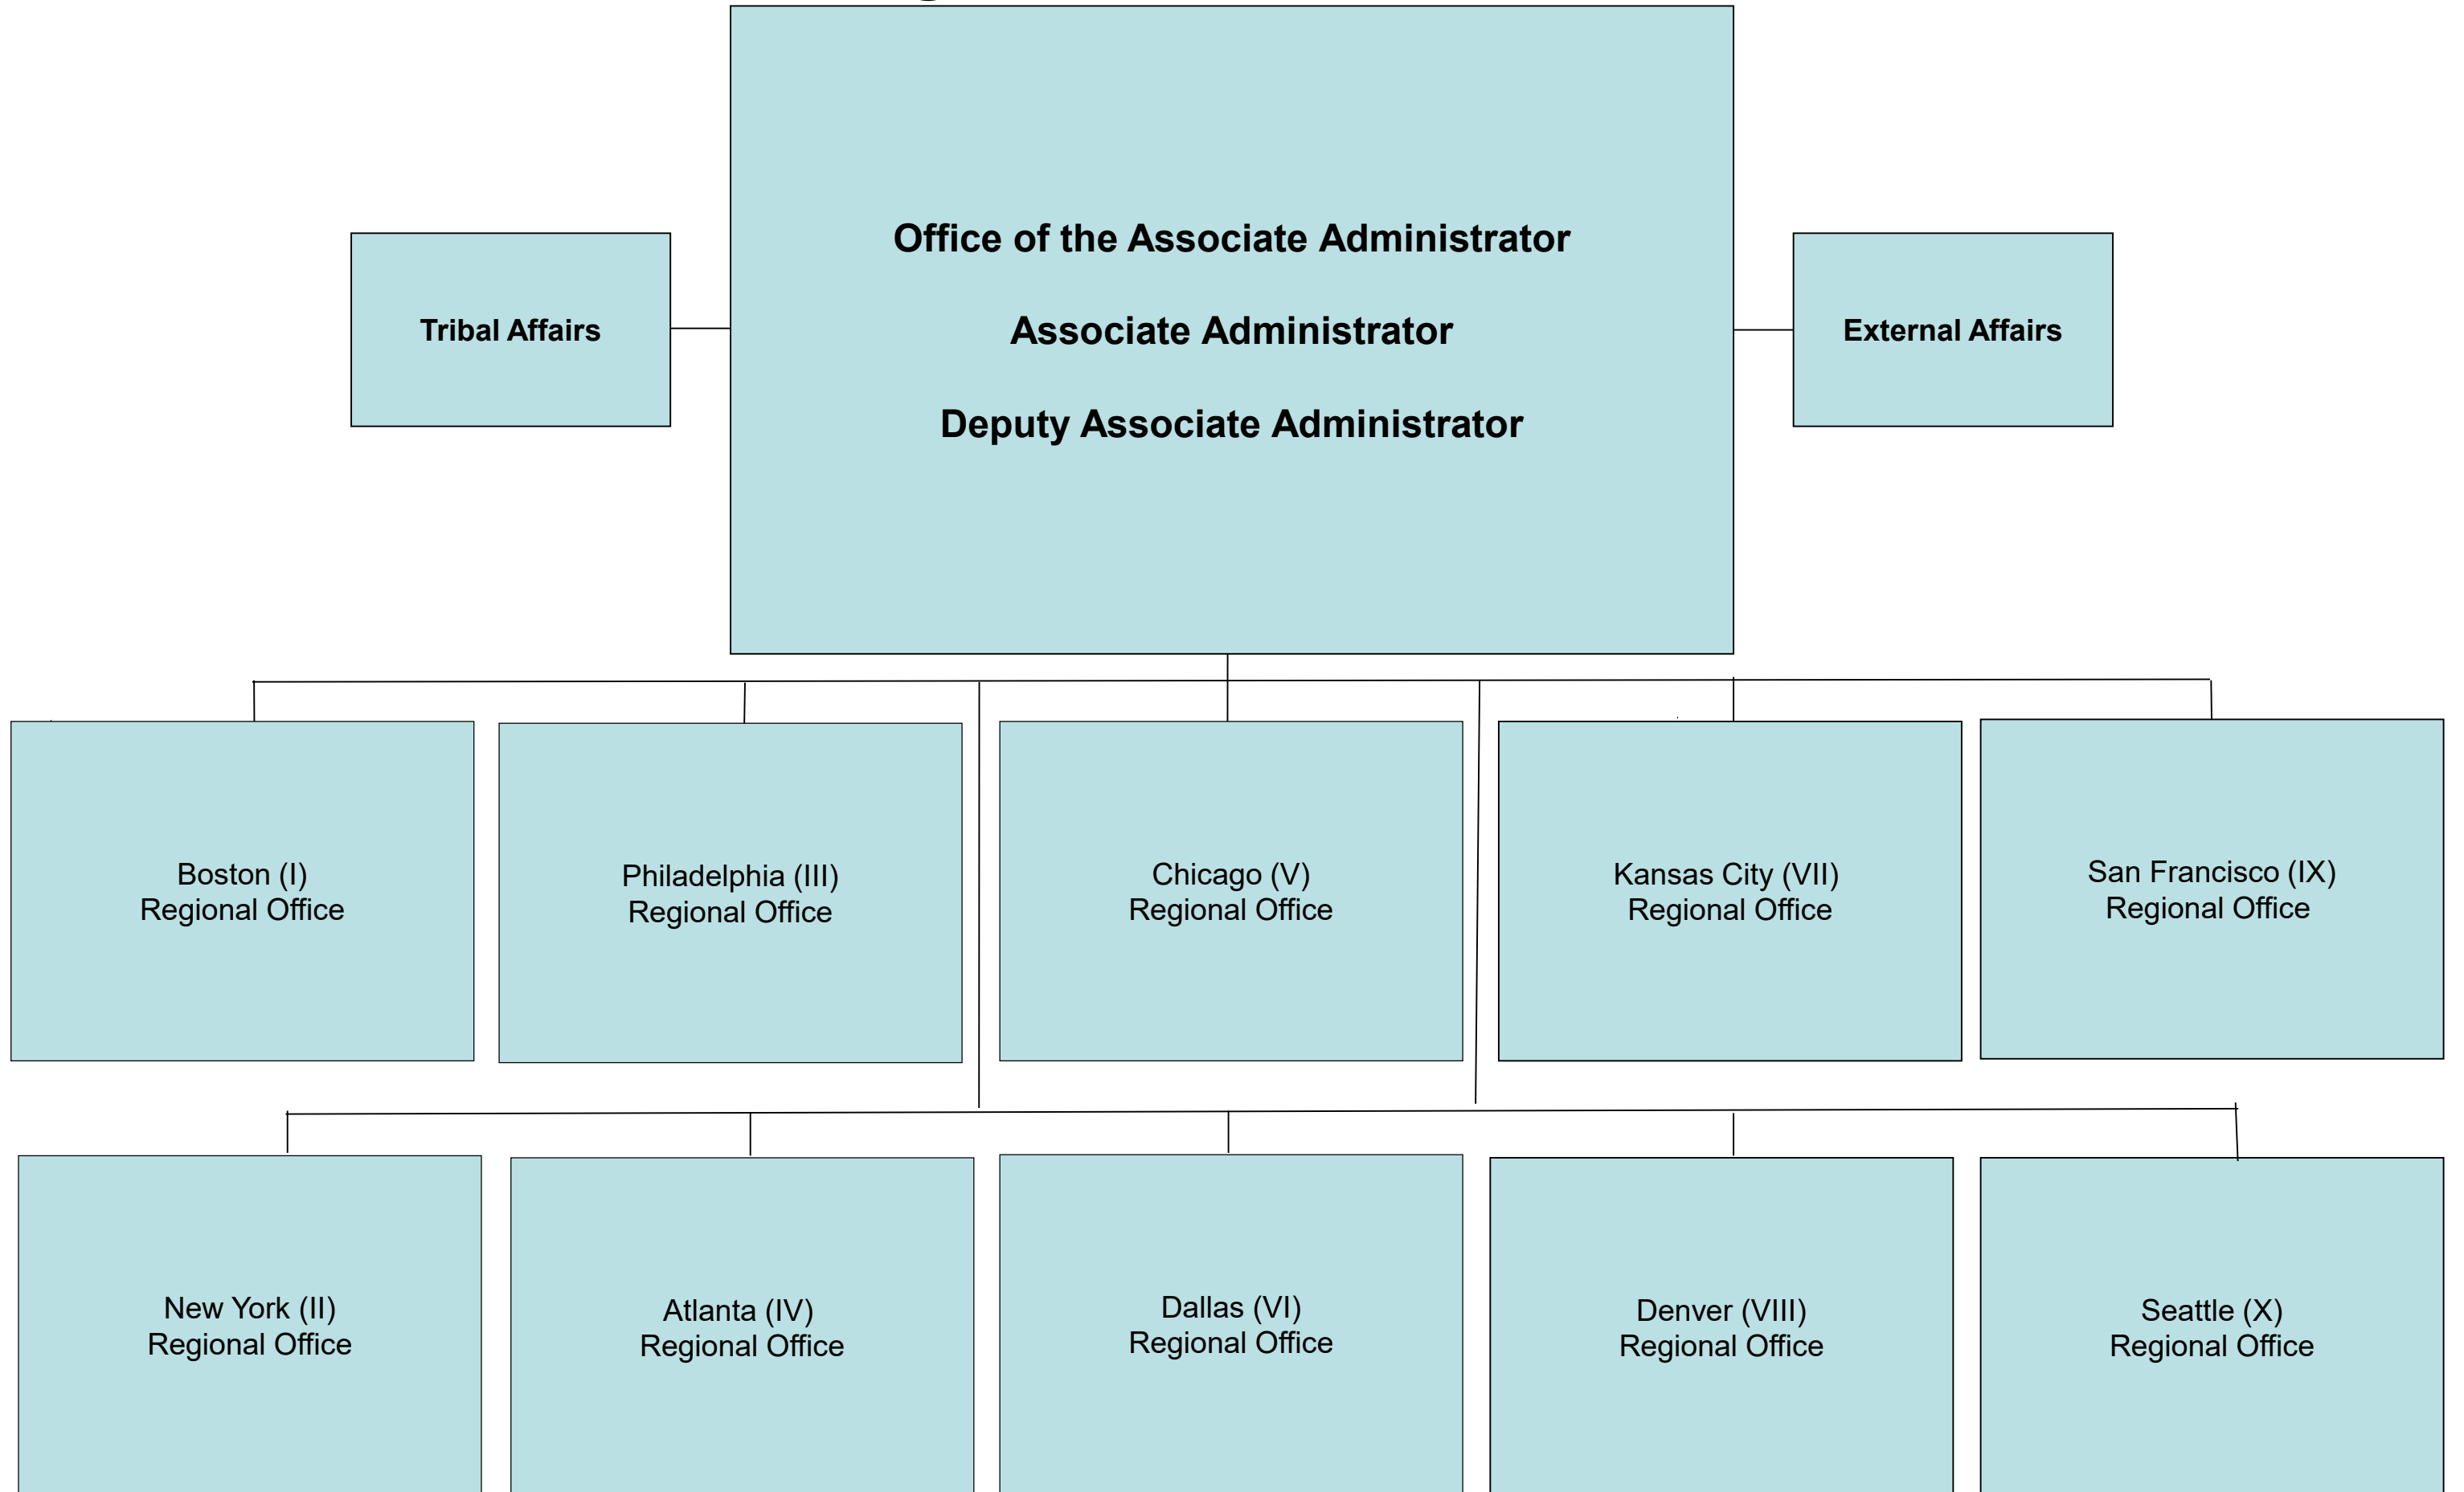 Office of the Associate Administrator
Associate Administrator
Deputy Associate Administrator
Tribal Affairs
External Affairs
Boston (I)
Regional Office
Philadelphia (III)
Regional Office
Chicago (V)
Regional Office
Kansas City (VII)
Regional Office
San Francisco (IX)
Regional Office
New York (II)
Regional Office
Atlanta (IV)
Regional Office
Dallas (VI)
Regional Office
Denver (VIII)
Regional Office
Seattle (X)
Regional Office